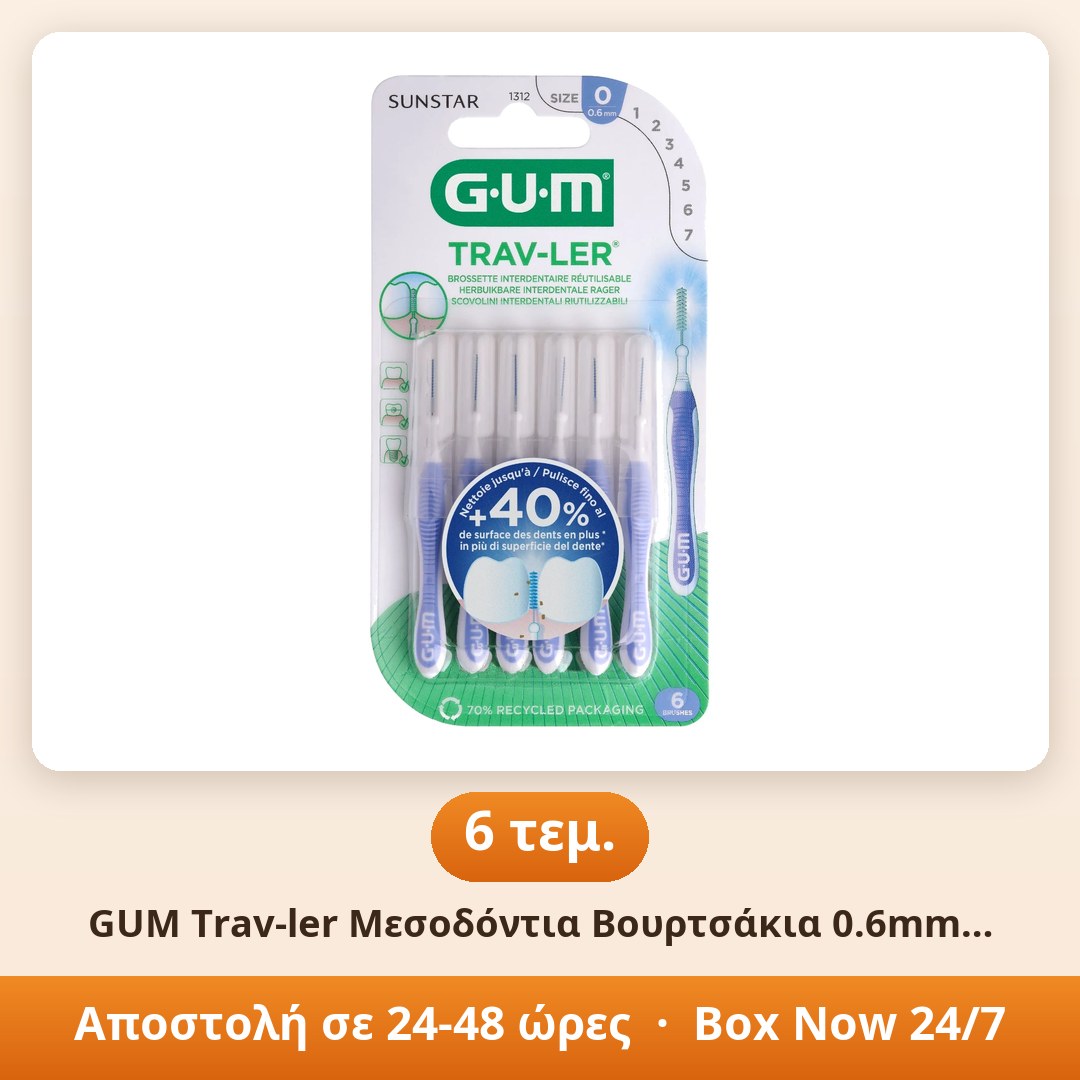 SUNSTAR
1312
SIZE 0
0.6 mm
1
2
3
4
5
6
7
G·U·M®
TRAV-LER®
BROSSETTE INTERDENTAIRE RÉUTILISABLE
HERBUIKBARE INTERDENTALE RAGER
SCOVOLINI INTERDENTALI RIUTILIZZABILI
Nettoie jusqu'à / Pulisce fino al
+40%
de surface des dents en plus*
in più di superficie del dente*
G·U·M
G·U·M
G·U·M
G·U·M
G·U·M
G·U·M
70% RECYCLED PACKAGING
6
BRUSHES
6 τεμ.
GUM Trav-ler Μεσοδόντια Βουρτσάκια 0.6mm...
Αποστολή σε 24-48 ώρες · Box Now 24/7